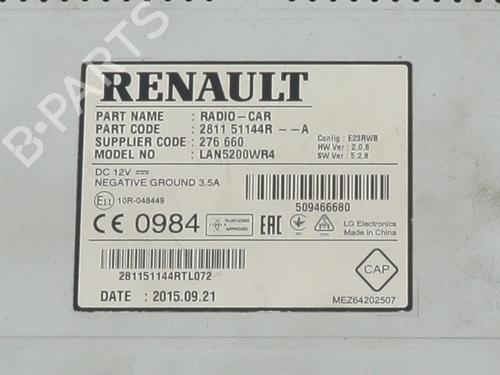 B-PARTS
RENAULT
PART NAME : RADIO-CAR
PART CODE : 2811 51144R --A
SUPPLIER CODE : 276 660
MODEL NO : LAN5200WR4
Config : E23RWB
HW Ver : 2.0.8
SW Ver : 5.2.8
DC 12V
NEGATIVE GROUND 3.5A
E11 10R-048449
509466680
CE 0984
APPROVED
EAC
LG Electronics
Made in China
281151144RTL072
CAP
DATE : 2015.09.21
MEZ64202507